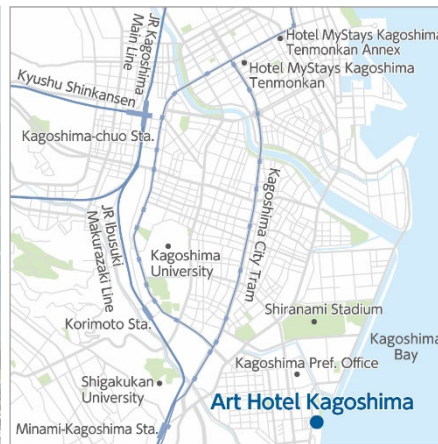 JR Kagoshima
Main Line
Kyushu Shinkansen
Hotel MyStays Kagoshima
Tenmonkan Annex
Hotel MyStays Kagoshima
Tenmonkan
Kagoshima-chuo Sta.
JR Ibusuki
Makurazaki Line
Kagoshima City Tram
Kagoshima
University
Shiranami Stadium
Korimoto Sta.
Kagoshima
Bay
Kagoshima Pref. Office
Shigakukan
University
Art Hotel Kagoshima
Minami-Kagoshima Sta.